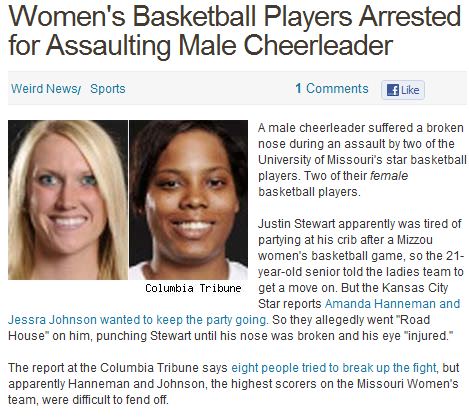 Women's Basketball Players Arrested
for Assaulting Male Cheerleader
Weird News/ Sports
1 Comments
Like
A male cheerleader suffered a broken
nose during an assault by two of the
University of Missouri's star basketball
players. Two of their female
basketball players.
Columbia Tribune
Justin Stewart apparently was tired of
partying at his crib after a Mizzou
women's basketball game, so the 21-
year-old senior told the ladies team to
get a move on. But the Kansas City
Star reports Amanda Hanneman and
Jessra Johnson wanted to keep the party going. So they allegedly went "Road
House" on him, punching Stewart until his nose was broken and his eye "injured."
The report at the Columbia Tribune says eight people tried to break up the fight, but
apparently Hanneman and Johnson, the highest scorers on the Missouri Women's
team, were difficult to fend off.